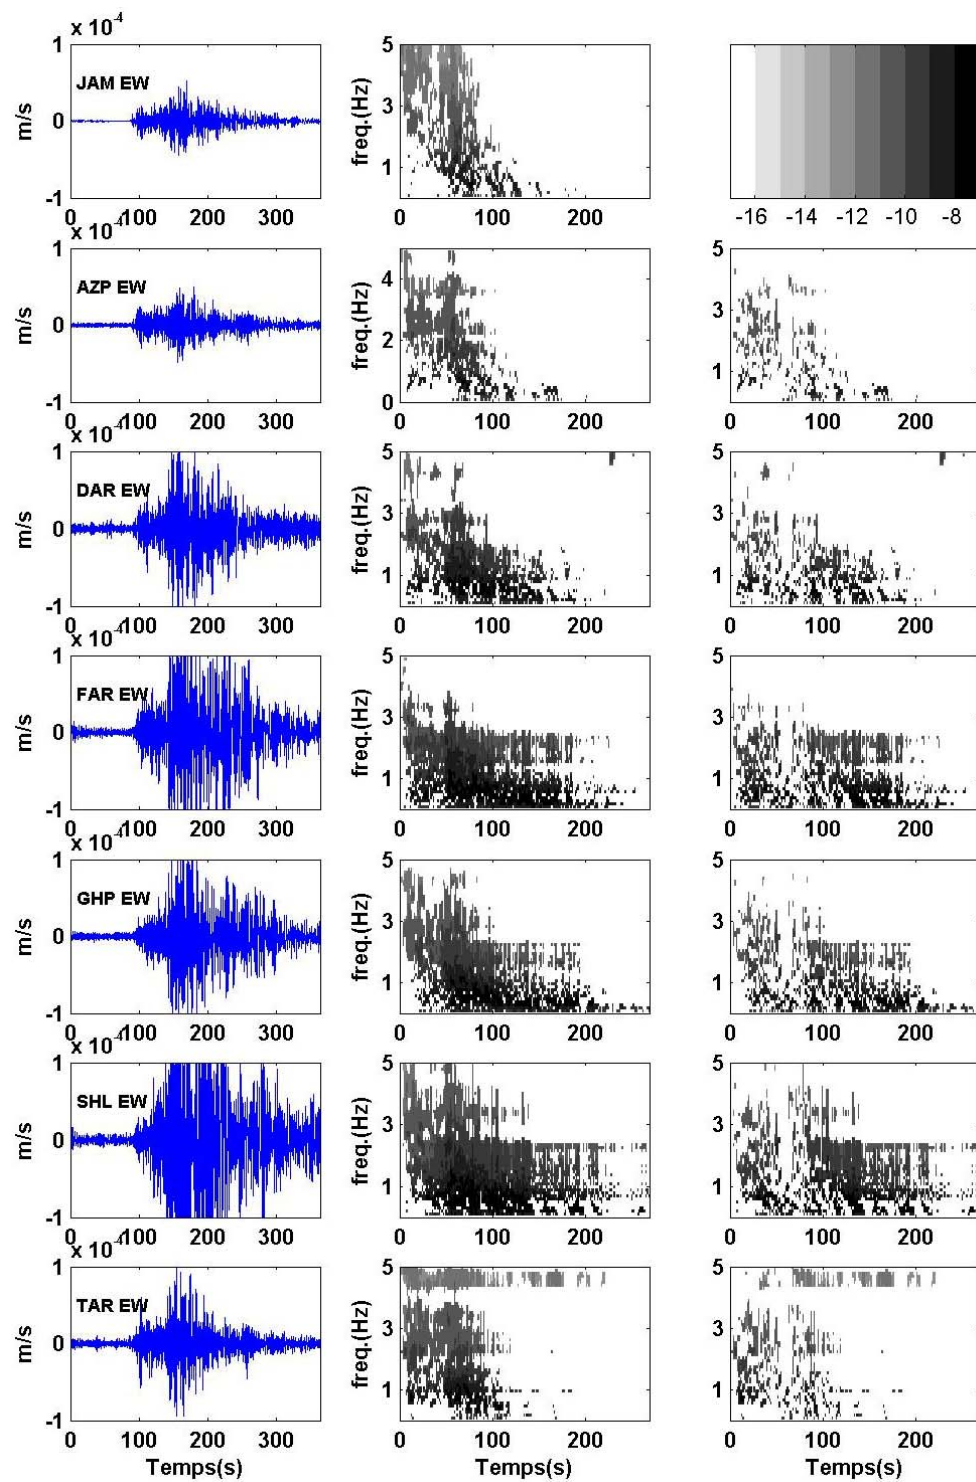 x 10⁻⁴
1
0
-1
m/s
JAM EW
0 100 200 300
5
3
1
freq.(Hz)
0 100 200
-16 -14 -12 -10 -8
x 10⁻⁴
1
0
-1
m/s
AZP EW
0 100 200 300
4
2
0
freq.(Hz)
0 100 200
5
3
1
0 100 200
x 10⁻⁴
1
0
-1
m/s
DAR EW
0 100 200 300
5
3
1
freq.(Hz)
0 100 200
5
3
1
0 100 200
x 10⁻⁴
1
0
-1
m/s
FAR EW
0 100 200 300
5
3
1
freq.(Hz)
0 100 200
5
3
1
0 100 200
x 10⁻⁴
1
0
-1
m/s
GHP EW
0 100 200 300
5
3
1
freq.(Hz)
0 100 200
5
3
1
0 100 200
x 10⁻⁴
1
0
-1
m/s
SHL EW
0 100 200 300
5
3
1
freq.(Hz)
0 100 200
5
3
1
0 100 200
x 10⁻⁴
1
0
-1
m/s
TAR EW
0 100 200 300
Temps(s)
5
3
1
freq.(Hz)
0 100 200
Temps(s)
5
3
1
0 100 200
Temps(s)